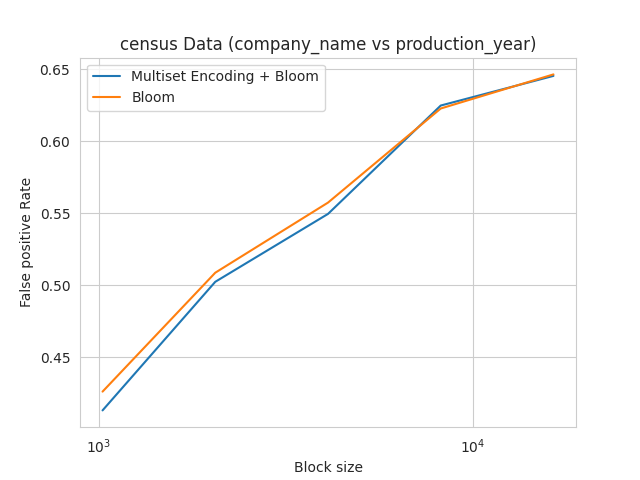 census Data (company_name vs production_year)
Multiset Encoding + Bloom
Bloom
False positive Rate
0.65
0.60
0.55
0.50
0.45
10³
10⁴
Block size